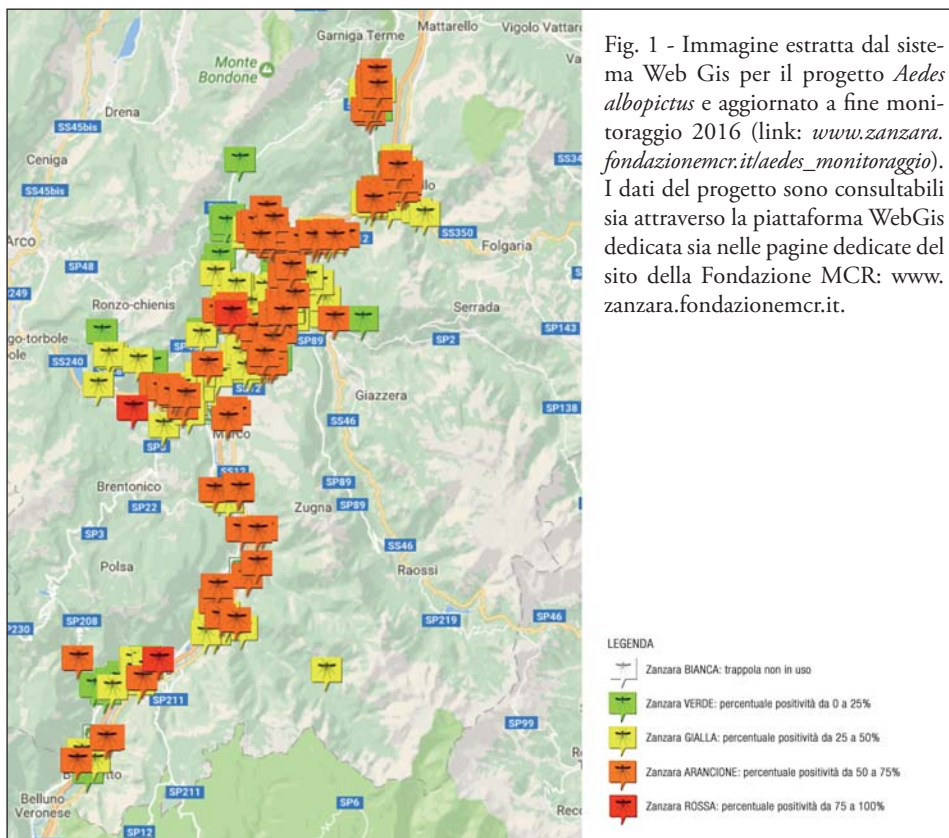 Garniga Terme
Mattarello
Vigolo Vattaro
Monte
Bondone
Drena
SS45bis
Ceniga
SS45bis
Arco
SP48
249
Ronzo-chienis
SS350
Folgaria
Serrada
SP143
SS240
SP89
SP2
Giazzera
SP138
SS12
Marco
SS12
SS46
Brentonico
SP22
Zugna
SP89
SP89
SP3
SS46
Polsa
Raossi
SP230
SP208
SP219
SP46
SP211
SP99
SP211
Belluno
Veronese
SP12
SP6
Fig. 1 - Immagine estratta dal siste-
ma Web Gis per il progetto Aedes
albopictus e aggiornato a fine moni-
toraggio 2016 (link: www.zanzara.
fondazionemcr.it/aedes_monitoraggio).
I dati del progetto sono consultabili
sia attraverso la piattaforma WebGis
dedicata sia nelle pagine dedicate del
sito della Fondazione MCR: www.
zanzara.fondazionemcr.it.
LEGENDA
Zanzara BIANCA: trappola non in uso
Zanzara VERDE: percentuale positività da 0 a 25%
Zanzara GIALLA: percentuale positività da 25 a 50%
Zanzara ARANCIONE: percentuale positività da 50 a 75%
Zanzara ROSSA: percentuale positività da 75 a 100%